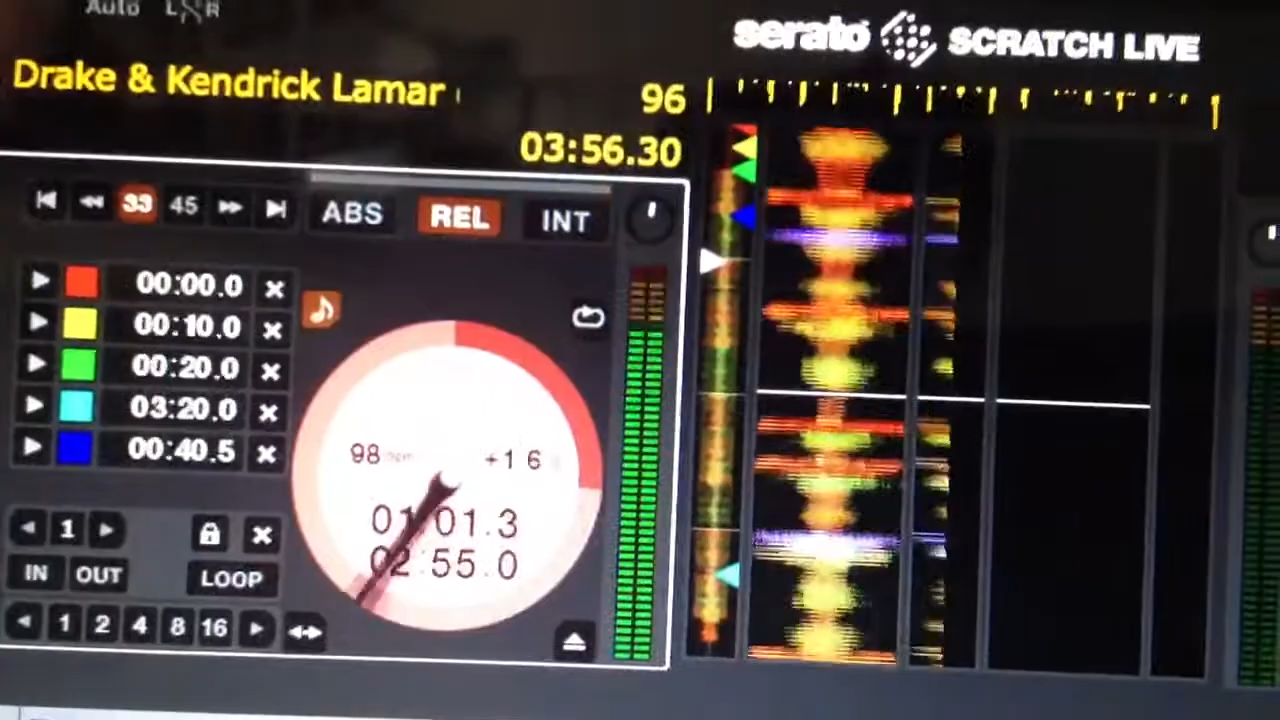 Auto L R
serato SCRATCH LIVE
Drake & Kendrick Lamar
96
03:56.30
33 45 ABS REL INT
00:00.0
00:10.0
00:20.0
03:20.0
00:40.5
98 +1 6
01:01.3
02:55.0
1
IN OUT LOOP
1 2 4 8 16